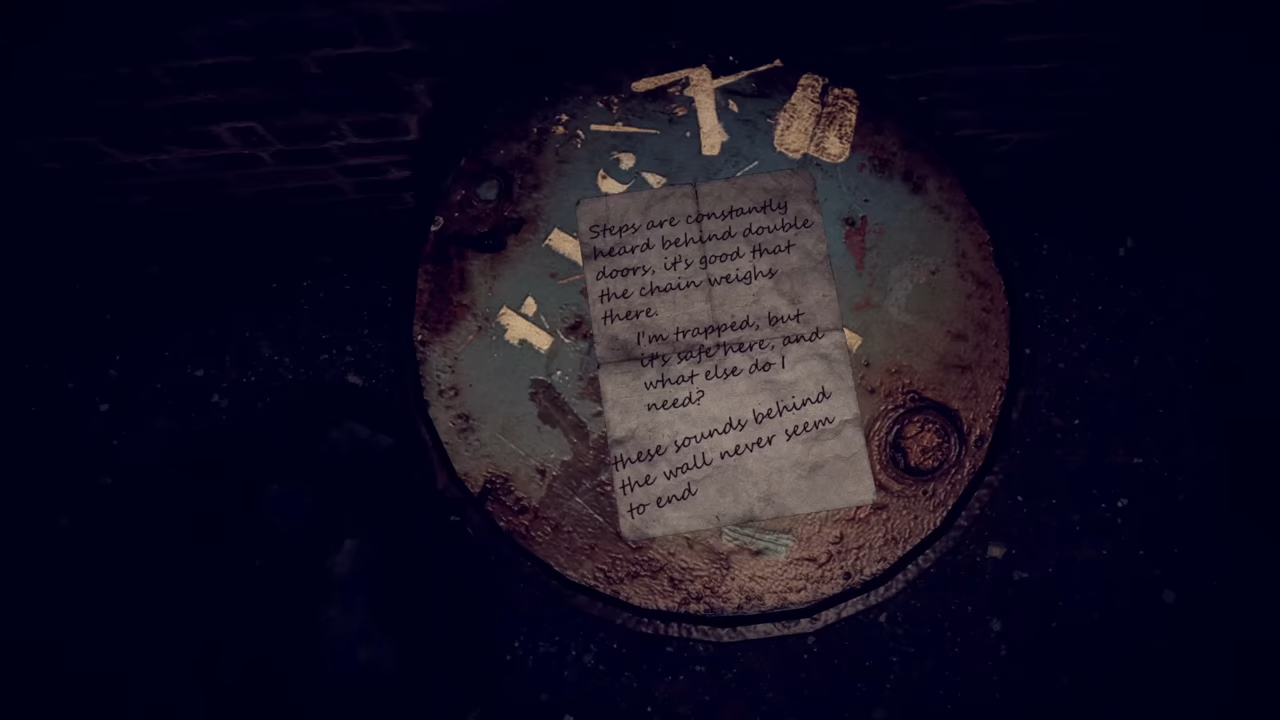 Steps are constantly
heard behind double
doors, it's good that
the chain weighs
there.
I'm trapped, but
it's safe here, and
what else do I
need?
these sounds behind
the wall never seem
to end